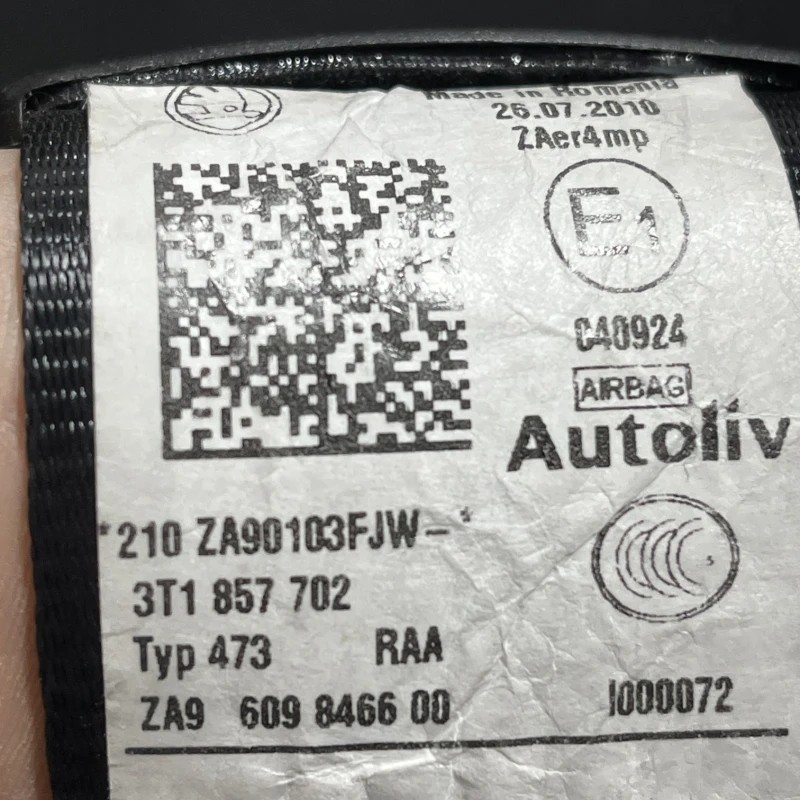 Made in Romania
26.07.2010
ZAer4mp
E1
040924
AIRBAG
Autoliv
*210 ZA90103FJW-*
3T1 857 702
Typ 473 RAA
ZA9 609 8466 00
I000072
S